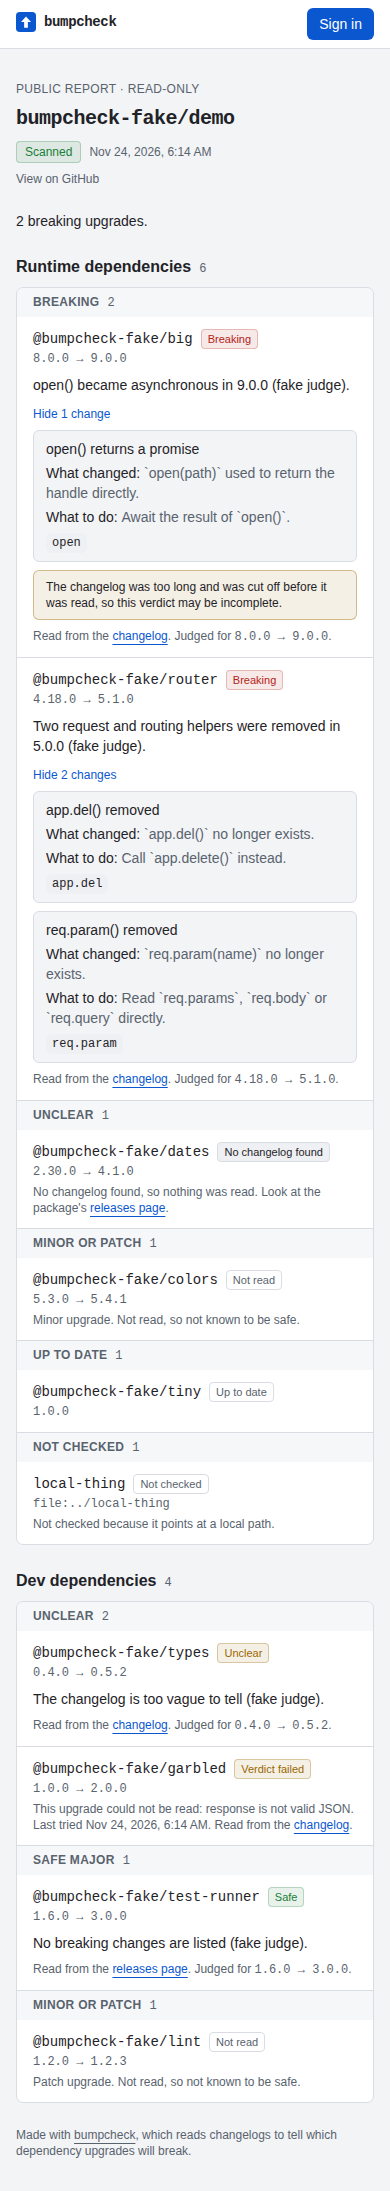 bumpcheck
Sign in
PUBLIC REPORT · READ-ONLY
bumpcheck-fake/demo
Scanned Nov 24, 2026, 6:14 AM
View on GitHub
2 breaking upgrades.
Runtime dependencies 6
BREAKING 2
@bumpcheck-fake/big Breaking
8.0.0 → 9.0.0
open() became asynchronous in 9.0.0 (fake judge).
Hide 1 change
open() returns a promise
What changed: `open(path)` used to return the
handle directly.
What to do: Await the result of `open()`.
open
The changelog was too long and was cut off before it
was read, so this verdict may be incomplete.
Read from the changelog. Judged for 8.0.0 → 9.0.0.
@bumpcheck-fake/router Breaking
4.18.0 → 5.1.0
Two request and routing helpers were removed in
5.0.0 (fake judge).
Hide 2 changes
app.del() removed
What changed: `app.del()` no longer exists.
What to do: Call `app.delete()` instead.
app.del
req.param() removed
What changed: `req.param(name)` no longer
exists.
What to do: Read `req.params`, `req.body` or
`req.query` directly.
req.param
Read from the changelog. Judged for 4.18.0 → 5.1.0.
UNCLEAR 1
@bumpcheck-fake/dates No changelog found
2.30.0 → 4.1.0
No changelog found, so nothing was read. Look at the
package's releases page.
MINOR OR PATCH 1
@bumpcheck-fake/colors Not read
5.3.0 → 5.4.1
Minor upgrade. Not read, so not known to be safe.
UP TO DATE 1
@bumpcheck-fake/tiny Up to date
1.0.0
NOT CHECKED 1
local-thing Not checked
file:../local-thing
Not checked because it points at a local path.
Dev dependencies 4
UNCLEAR 2
@bumpcheck-fake/types Unclear
0.4.0 → 0.5.2
The changelog is too vague to tell (fake judge).
Read from the changelog. Judged for 0.4.0 → 0.5.2.
@bumpcheck-fake/garbled Verdict failed
1.0.0 → 2.0.0
This upgrade could not be read: response is not valid JSON.
Last tried Nov 24, 2026, 6:14 AM. Read from the changelog.
SAFE MAJOR 1
@bumpcheck-fake/test-runner Safe
1.6.0 → 3.0.0
No breaking changes are listed (fake judge).
Read from the releases page. Judged for 1.6.0 → 3.0.0.
MINOR OR PATCH 1
@bumpcheck-fake/lint Not read
1.2.0 → 1.2.3
Patch upgrade. Not read, so not known to be safe.
Made with bumpcheck, which reads changelogs to tell which
dependency upgrades will break.